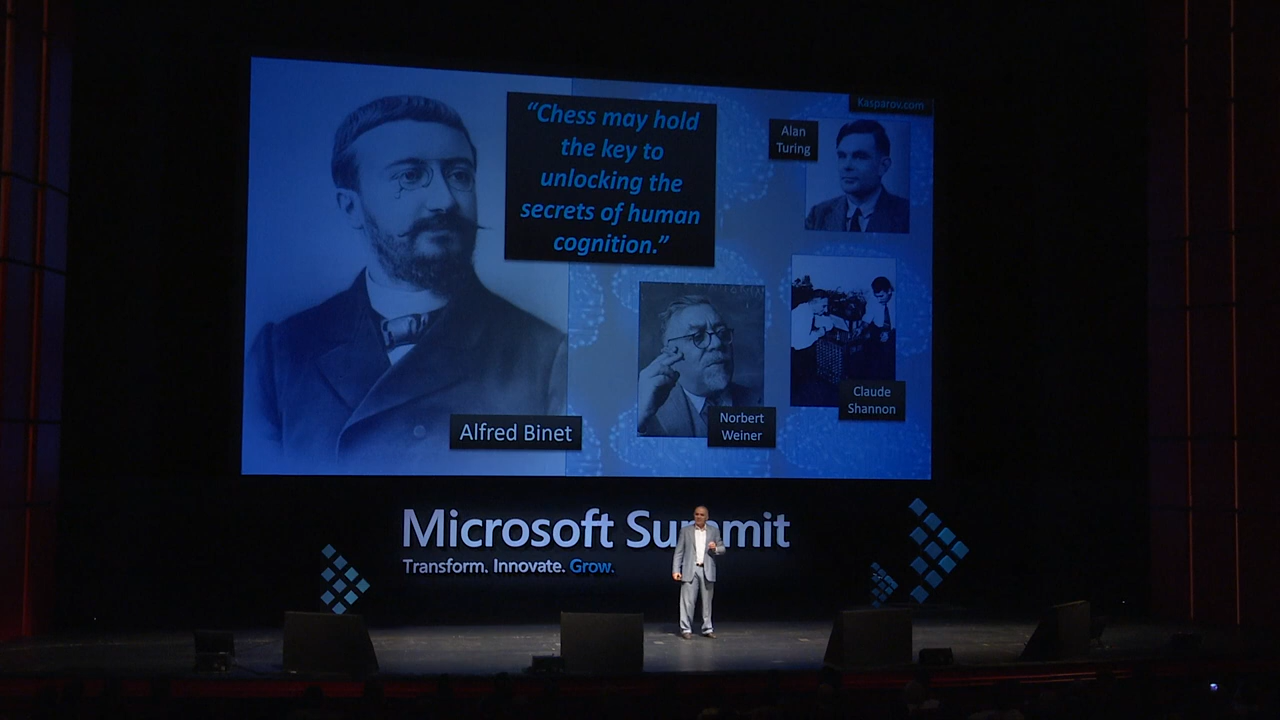 Kasparov.com
“Chess may hold
the key to
unlocking the
secrets of human
cognition.”
Alan
Turing
Claude
Shannon
Norbert
Weiner
Alfred Binet
Microsoft Summit
Transform. Innovate. Grow.